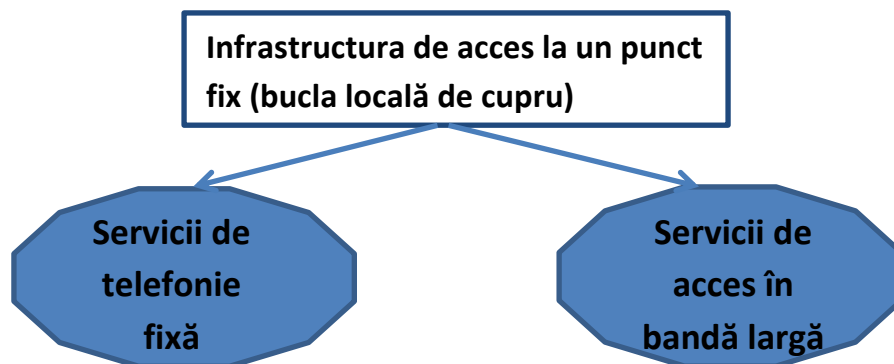 Infrastructura de acces la un punct
fix (bucla locală de cupru)
Servicii de
telefonie
fixă
Servicii de
acces în
bandă largă